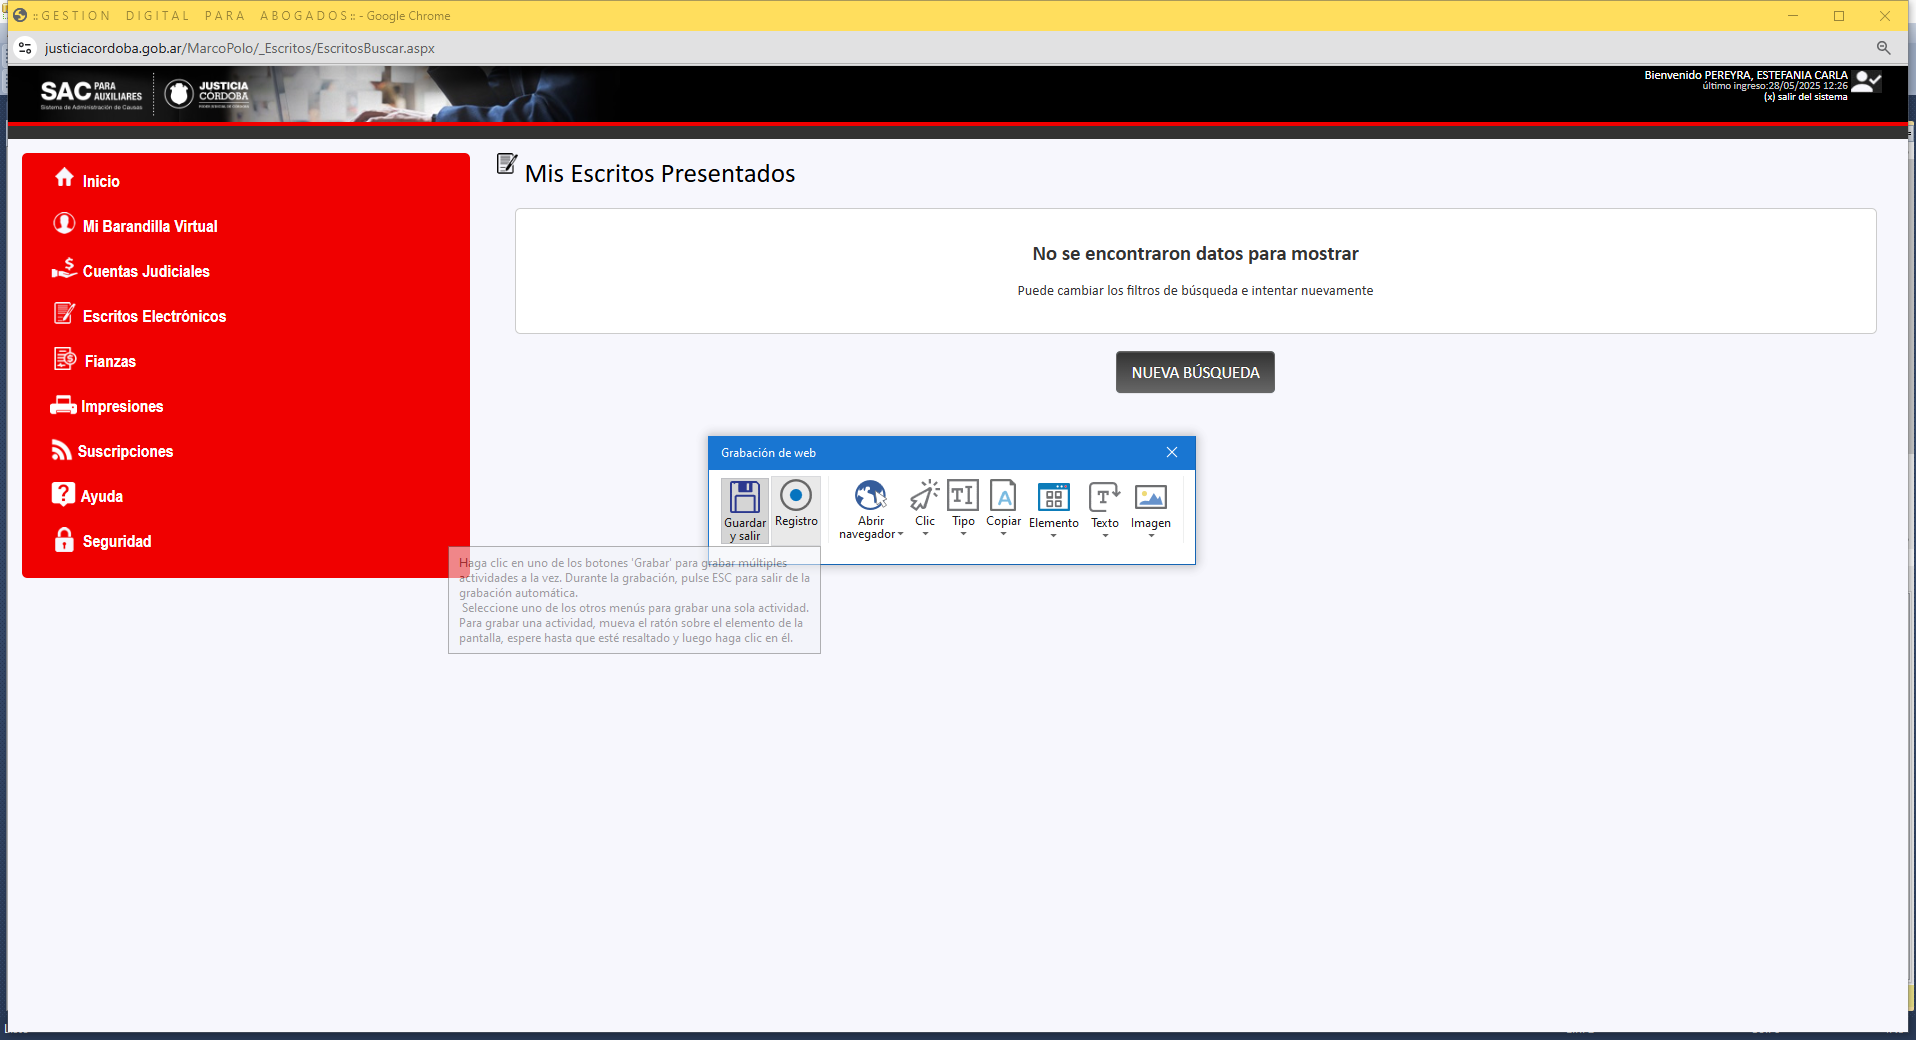 :: G E S T I O N   D I G I T A L   P A R A   A B O G A D O S :: - Google Chrome
justiciacordoba.gob.ar/MarcoPolo/_Escritos/EscritosBuscar.aspx
SAC PARA AUXILIARES
Sistema de Administración de Causas
JUSTICIA CÓRDOBA
Bienvenido PEREYRA, ESTEFANIA CARLA
último ingreso:28/05/2025 12:26
(x) salir del sistema
Inicio
Mi Barandilla Virtual
Cuentas Judiciales
Escritos Electrónicos
Fianzas
Impresiones
Suscripciones
Ayuda
Seguridad
Mis Escritos Presentados
No se encontraron datos para mostrar
Puede cambiar los filtros de búsqueda e intentar nuevamente
NUEVA BÚSQUEDA
Grabación de web
Guardar y salir
Registro
Abrir navegador
Clic
Tipo
Copiar
Elemento
Texto
Imagen
Haga clic en uno de los botones 'Grabar' para grabar múltiples
actividades a la vez. Durante la grabación, pulse ESC para salir de la
grabación automática.
Seleccione uno de los otros menús para grabar una sola actividad.
Para grabar una actividad, mueva el ratón sobre el elemento de la
pantalla, espere hasta que esté resaltado y luego haga clic en él.